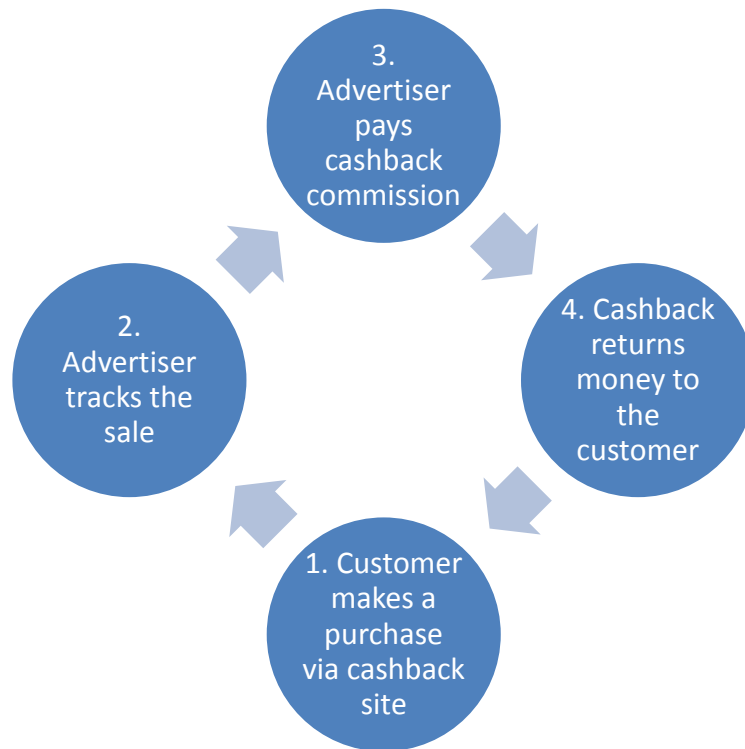 3.
Advertiser
pays
cashback
commission
2.
Advertiser
tracks the
sale
4. Cashback
returns
money to
the
customer
1. Customer
makes a
purchase
via cashback
site